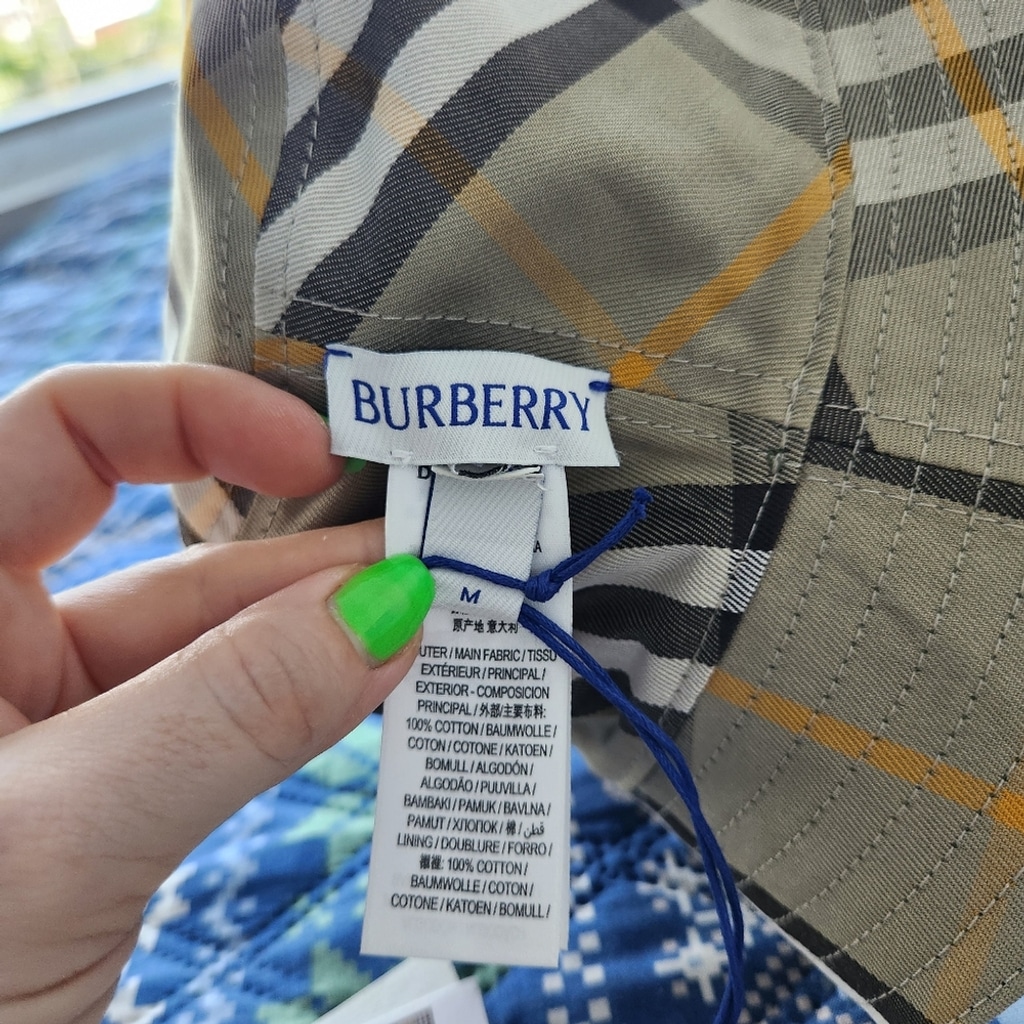 BURBERRY
D
A
M
原产地 意大利
UTER / MAIN FABRIC / TISSU
EXTÉRIEUR / PRINCIPAL /
EXTERIOR - COMPOSICION
PRINCIPAL / 外部/主要布料:
100% COTTON / BAUMWOLLE /
COTON / COTONE / KATOEN /
BOMULL / ALGODÓN /
ALGODÃO / PUUVILLA /
BAMBAKI / PAMUK / BAVLNA /
PAMUT / ХЛОПОК / 棉 / قطن /
LINING / DOUBLURE / FORRO /
裡: 100% COTTON /
BAUMWOLLE / COTON /
COTONE / KATOEN / BOMULL /